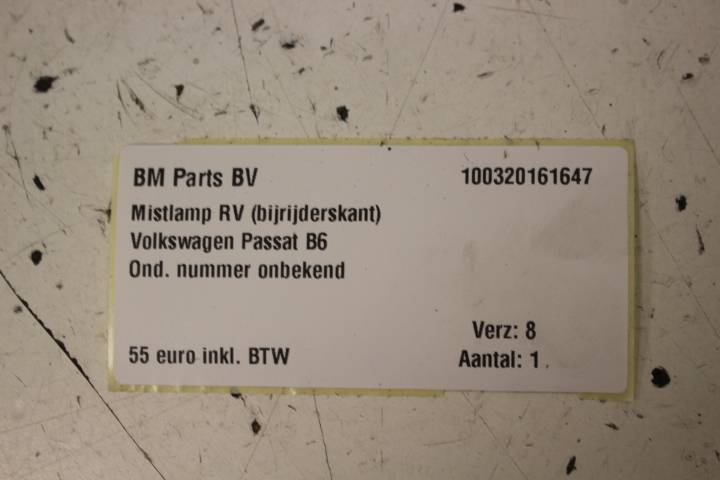 BM Parts BV 100320161647
Mistlamp RV (bijrijderskant)
Volkswagen Passat B6
Ond. nummer onbekend
Verz: 8
55 euro inkl. BTW Aantal: 1